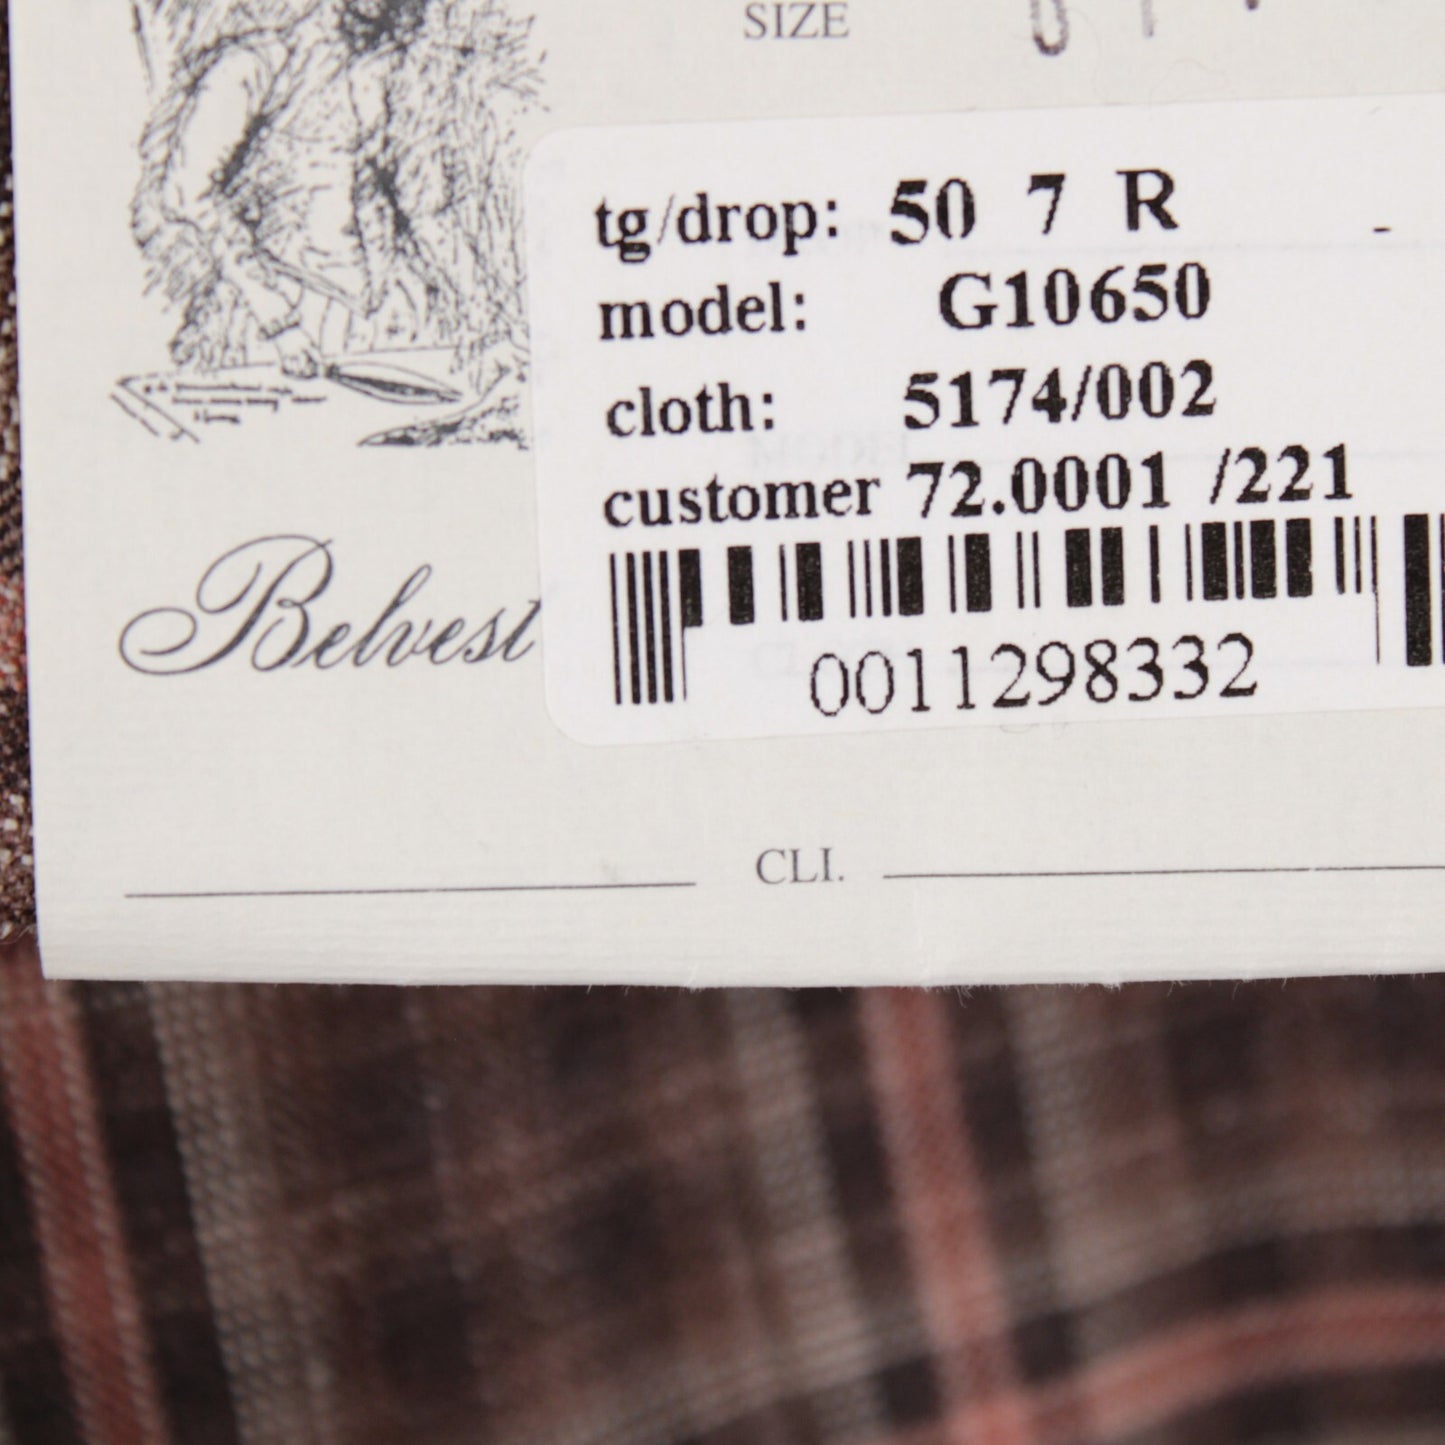 SIZE
tg/drop: 50 7 R -
model: G10650
cloth: 5174/002
customer 72.0001 /221
0011298332
Belvest
CLI.